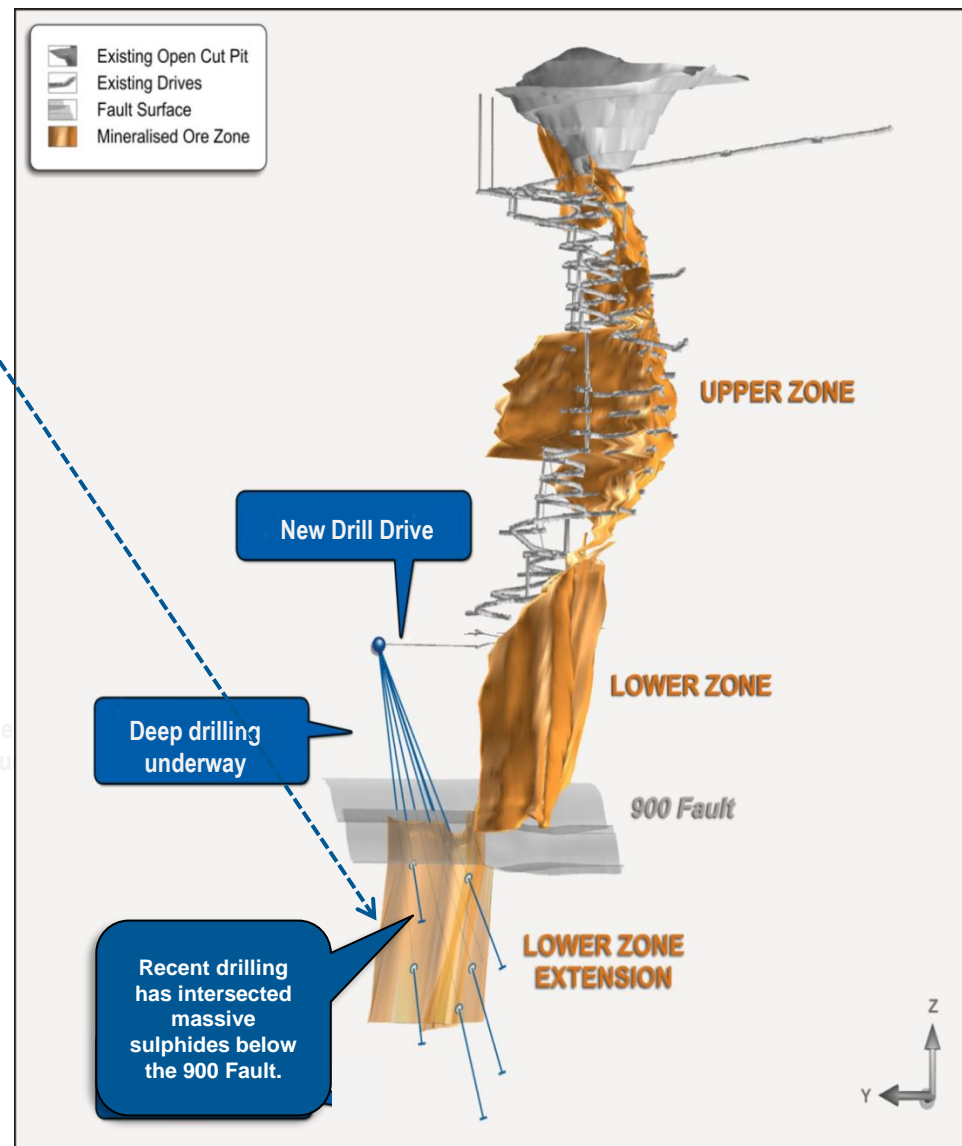 Existing Open Cut Pit
Existing Drives
Fault Surface
Mineralised Ore Zone
UPPER ZONE
New Drill Drive
LOWER ZONE
Deep drilling
underway
900 Fault
LOWER ZONE
EXTENSION
Recent drilling
has intersected
massive
sulphides below
the 900 Fault.
Z
Y